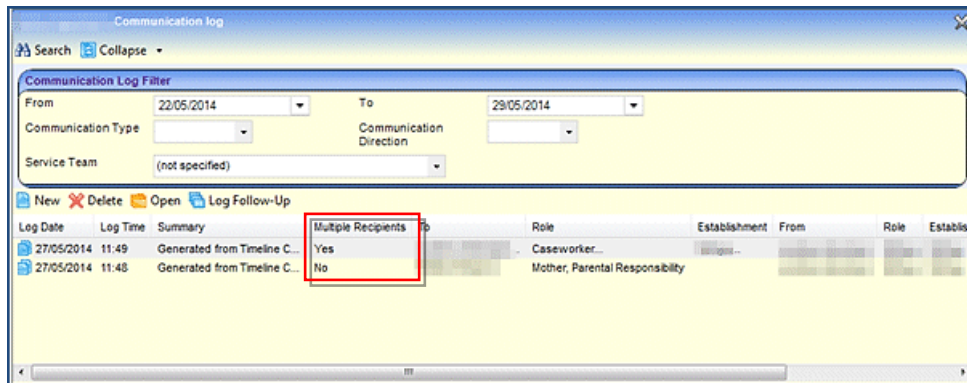 Communication log
Search Collapse
Communication Log Filter
From 22/05/2014 To 29/05/2014
Communication Type Communication Direction
Service Team (not specified)
New Delete Open Log Follow-Up
Log Date Log Time Summary Multiple Recipients To Role Establishment From Role Establis
27/05/2014 11:49 Generated from Timeline C... Yes Caseworker...
27/05/2014 11:48 Generated from Timeline C... No Mother, Parental Responsibility